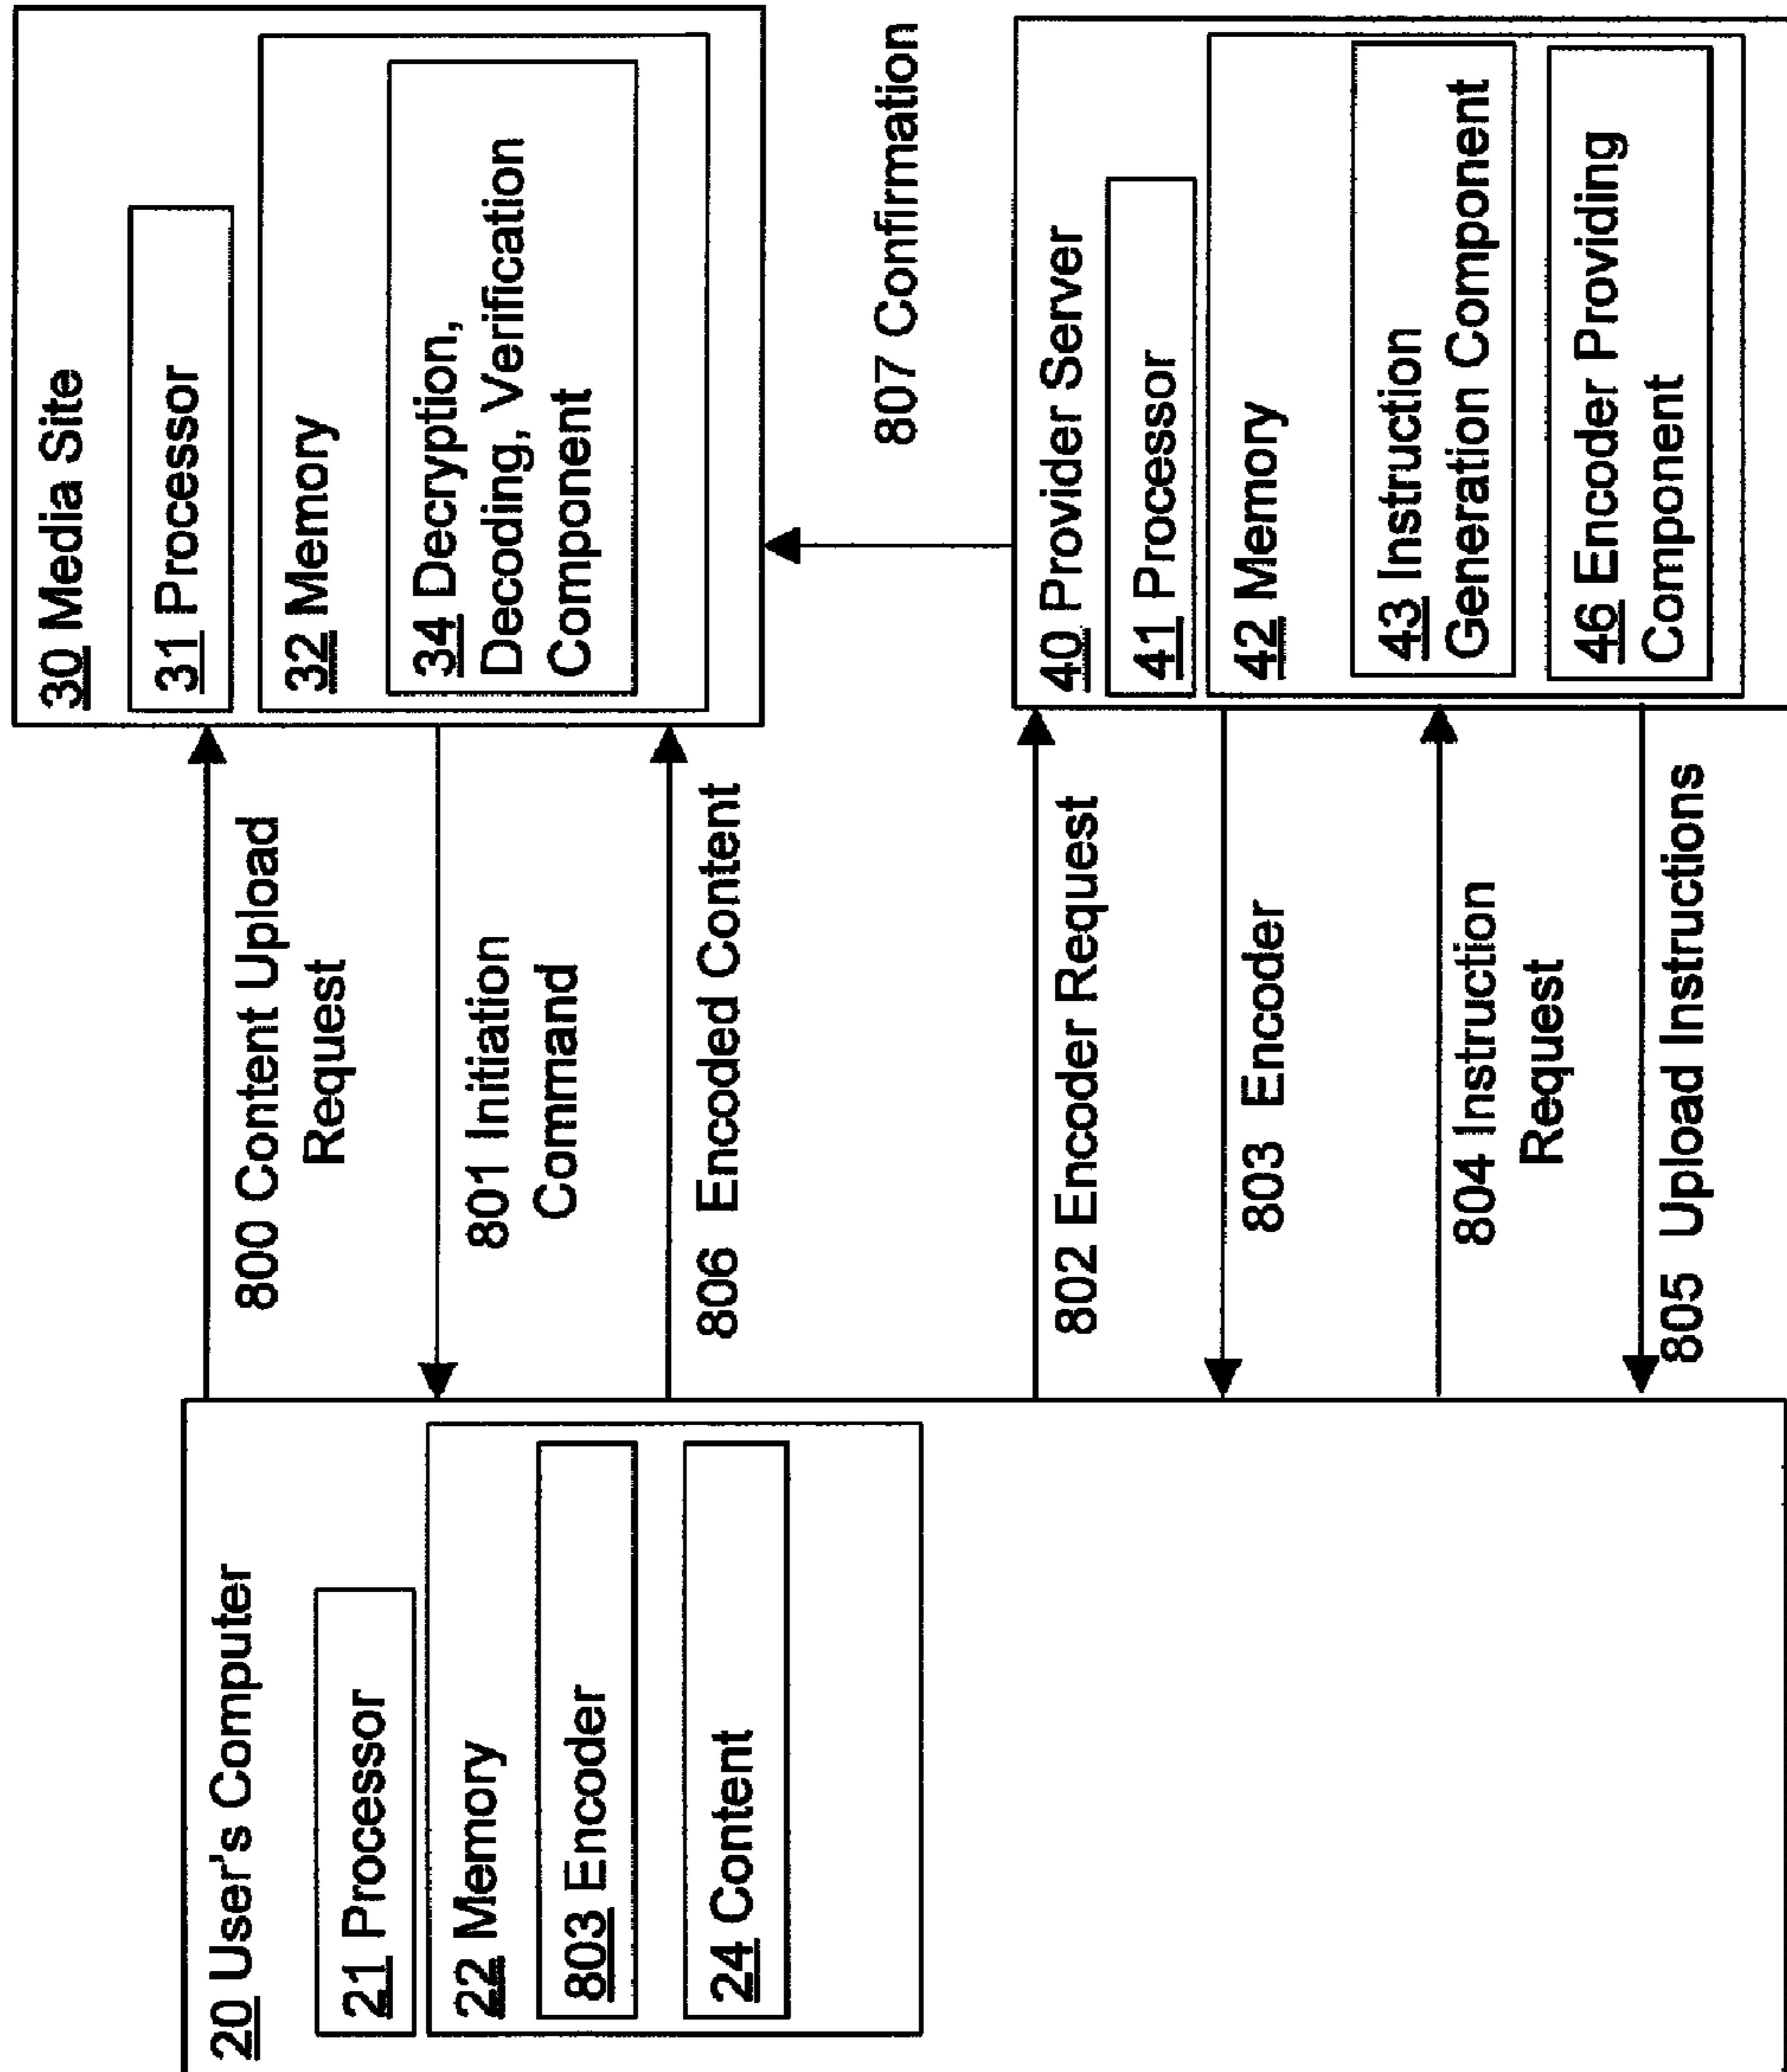 20 User's Computer
21 Processor
22 Memory
803 Encoder
24 Content
800 Content Upload
Request
801 Initiation
Command
806 Encoded Content
802 Encoder Request
803 Encoder
804 Instruction
Request
805 Upload Instructions
30 Media Site
31 Processor
32 Memory
34 Decryption,
Decoding, Verification
Component
807 Confirmation
40 Provider Server
41 Processor
42 Memory
43 Instruction
Generation Component
46 Encoder Providing
Component